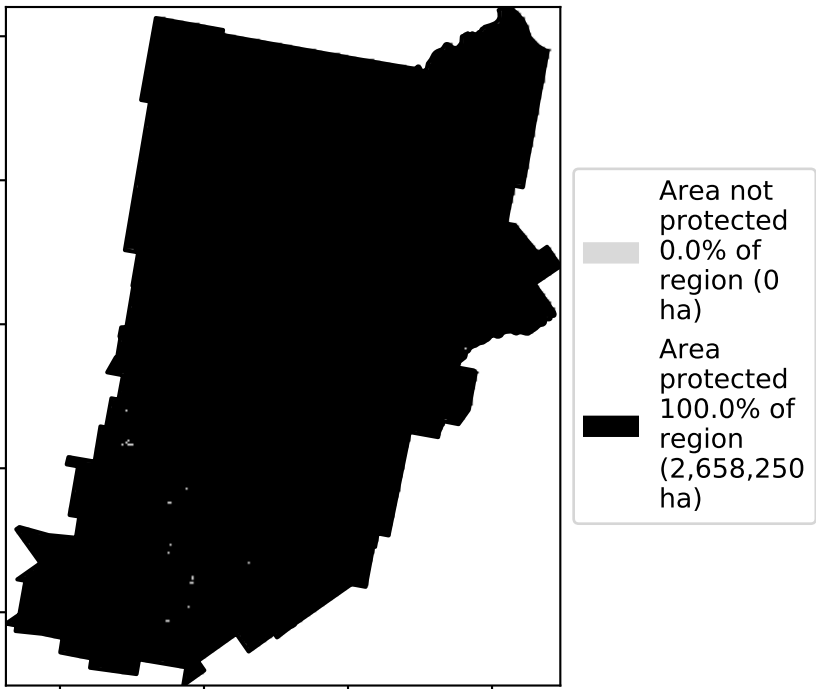 Area not
protected
0.0% of
region (0
ha)
Area
protected
100.0% of
region
(2,658,250
ha)